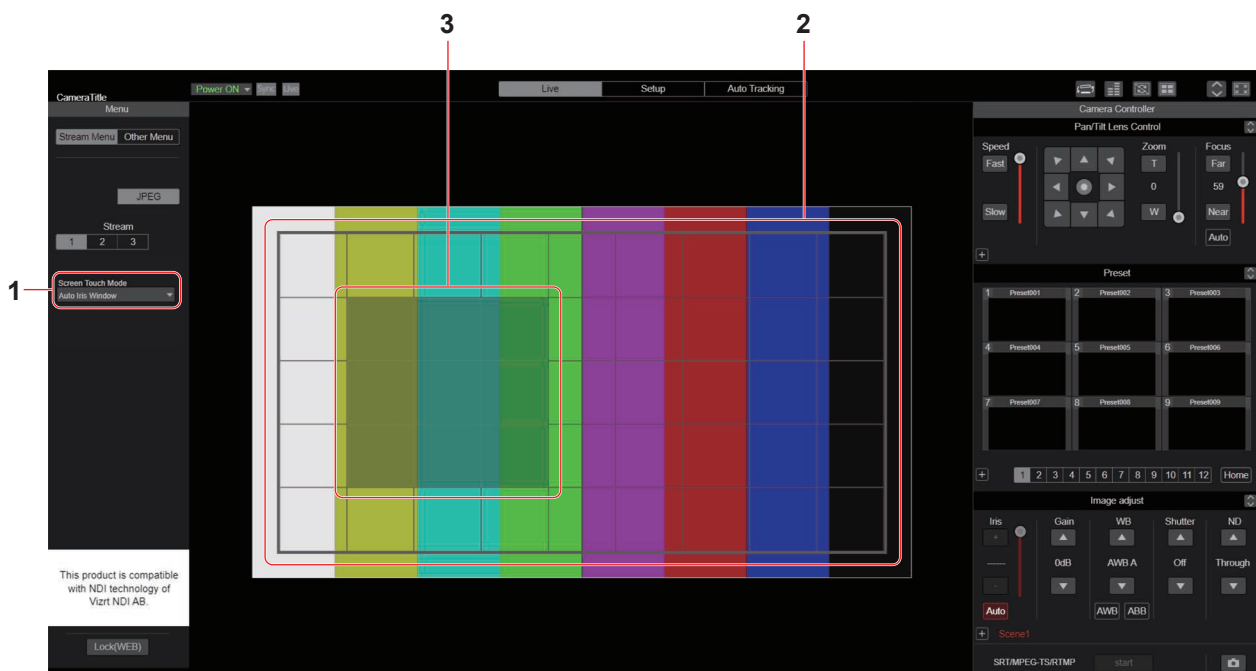 3
2
1
CameraTitle
Power ON
Sync
Live
Live
Setup
Auto Tracking
Menu
Stream Menu
Other Menu
JPEG
Stream
1 2 3
Screen Touch Mode
Auto Iris Window
This product is compatible
with NDI technology of
Vizrt NDI AB.
Lock(WEB)
Camera Controller
Pan/Tilt Lens Control
Speed
Fast
Slow
Zoom
T
0
W
Focus
Far
59
Near
Auto
+
Preset
1 Preset001
2 Preset002
3 Preset003
4 Preset004
5 Preset005
6 Preset006
7 Preset007
8 Preset008
9 Preset009
+ 1 2 3 4 5 6 7 8 9 10 11 12 Home
Image adjust
Iris
+
------
-
Auto
Gain
0dB
WB
AWB A
AWB ABB
Shutter
Off
ND
Through
+ Scene1
SRT/MPEG-TS/RTMP
start